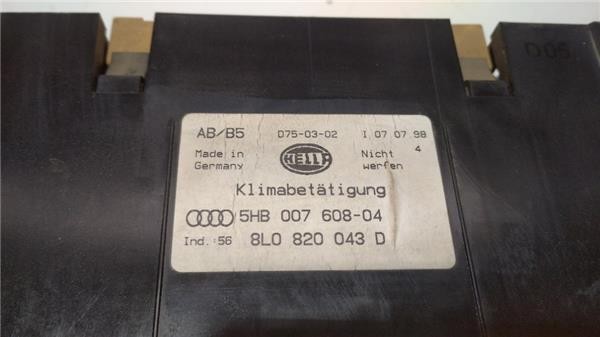 D06
AB/B5 D75-03-02 I 07 07 98
4
Made in
Germany
HELLA
Nicht
werfen
Klimabetätigung
5HB 007 608-04
Ind.:56 8L0 820 043 D